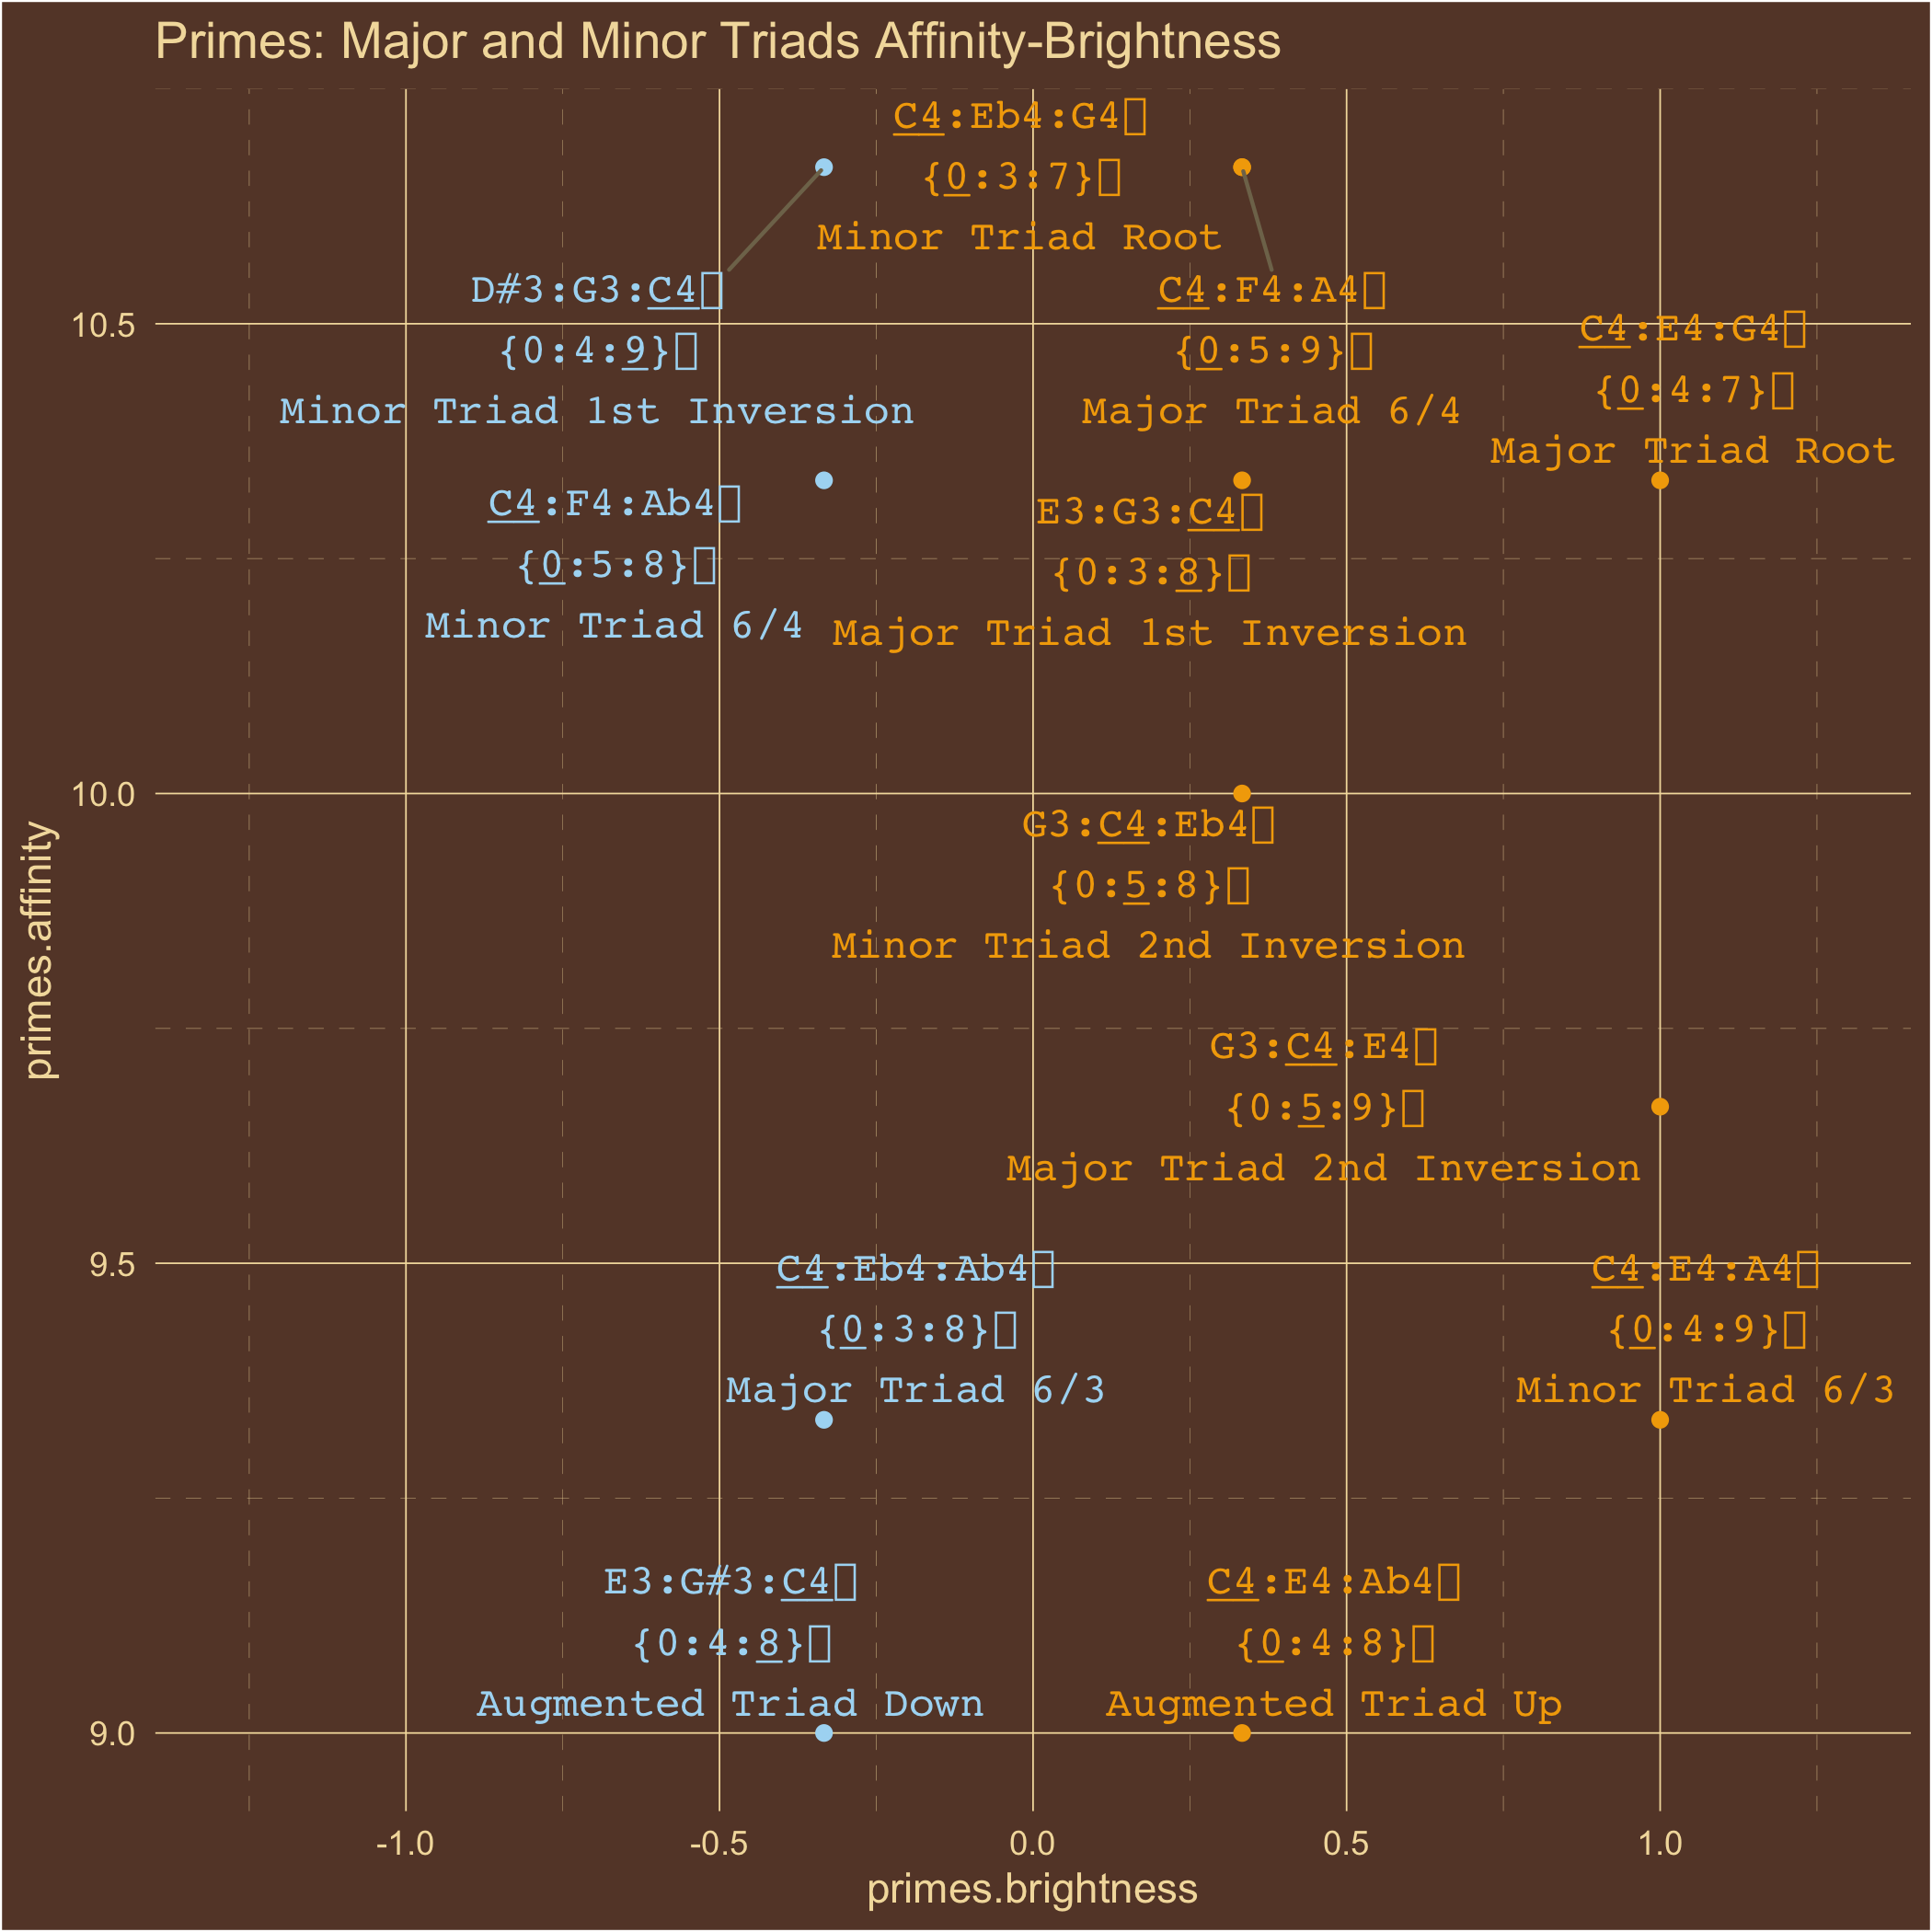 Primes: Major and Minor Triads Affinity-Brightness
C4:Eb4:G4
{0:3:7}
Minor Triad Root
D#3:G3:C4
{0:4:9}
Minor Triad 1st Inversion
C4:F4:A4
{0:5:9}
Major Triad 6/4
C4:E4:G4
{0:4:7}
Major Triad Root
C4:F4:Ab4
{0:5:8}
Minor Triad 6/4
E3:G3:C4
{0:3:8}
Major Triad 1st Inversion
G3:C4:Eb4
{0:5:8}
Minor Triad 2nd Inversion
G3:C4:E4
{0:5:9}
Major Triad 2nd Inversion
C4:Eb4:Ab4
{0:3:8}
Major Triad 6/3
C4:E4:A4
{0:4:9}
Minor Triad 6/3
E3:G#3:C4
{0:4:8}
Augmented Triad Down
C4:E4:Ab4
{0:4:8}
Augmented Triad Up
10.5
10.0
9.5
9.0
primes.affinity
-1.0 -0.5 0.0 0.5 1.0
primes.brightness